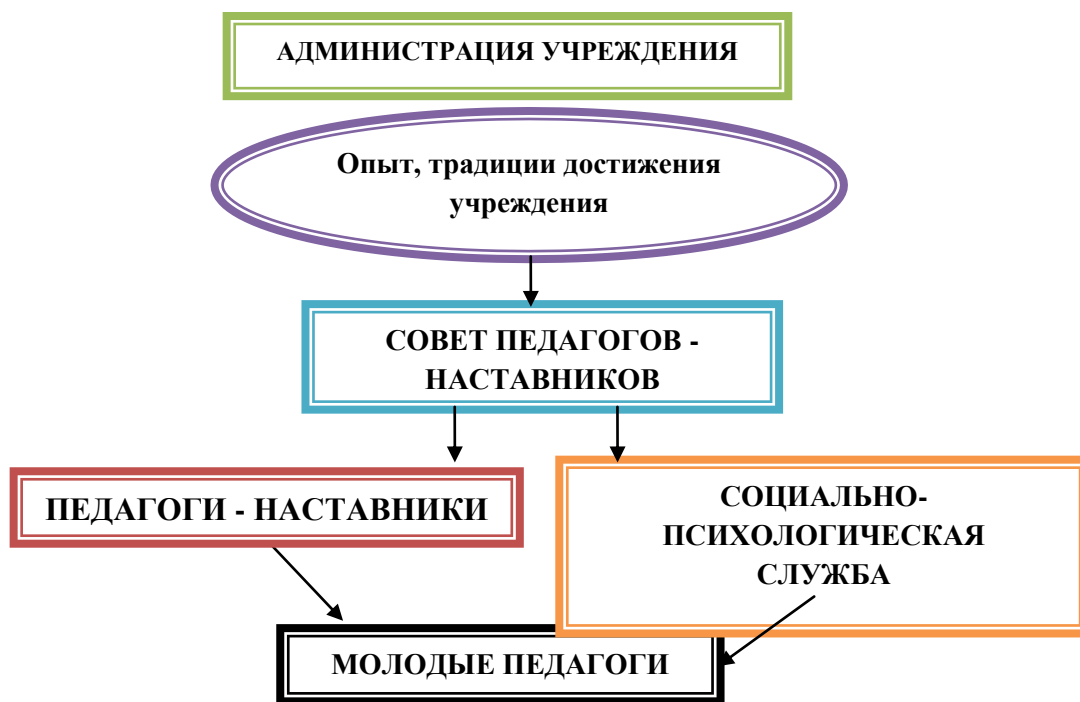 АДМИНИСТРАЦИЯ УЧРЕЖДЕНИЯ
Опыт, традиции достижения
учреждения
СОВЕТ ПЕДАГОГОВ -
НАСТАВНИКОВ
ПЕДАГОГИ - НАСТАВНИКИ
СОЦИАЛЬНО-
ПСИХОЛОГИЧЕСКАЯ
СЛУЖБА
МОЛОДЫЕ ПЕДАГОГИ